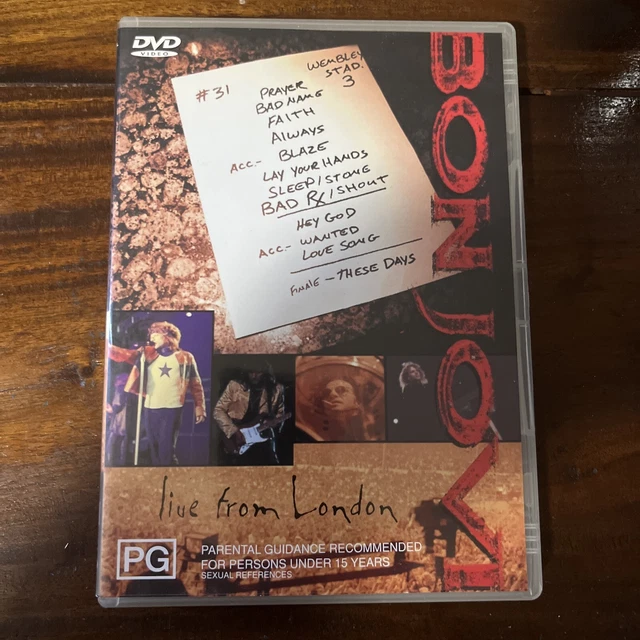 DVD
VIDEO
WEMBLEY
STAD.
3
#31
PRAYER
BAD NAME
FAITH
ALWAYS
ACC.- BLAZE
LAY YOUR HANDS
SLEEP/STONE
BAD RX/SHOUT
HEY GOD
ACC.- WANTED
LOVE SONG
FINALE - THESE DAYS
BON JOVI
live from London
PG
PARENTAL GUIDANCE RECOMMENDED
FOR PERSONS UNDER 15 YEARS
SEXUAL REFERENCES